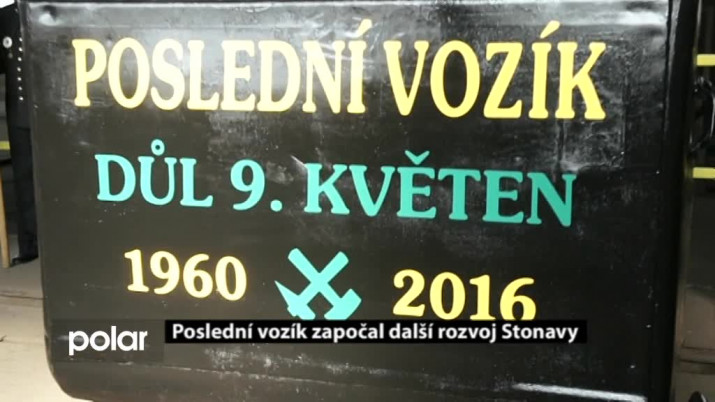 POSLEDNÍ VOZÍK
DŮL 9. KVĚTEN
1960 2016
polar
Poslední vozík započal další rozvoj Stonavy